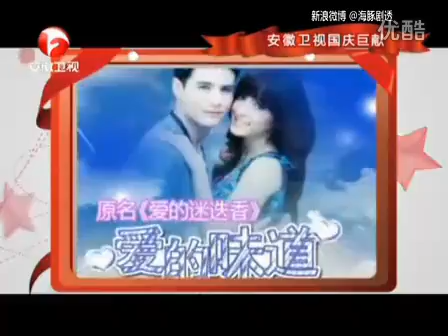 新浪微博 @海豚剧透
优酷
安徽卫视国庆巨献
安徽卫视
原名《爱的迷迭香》
爱的味道